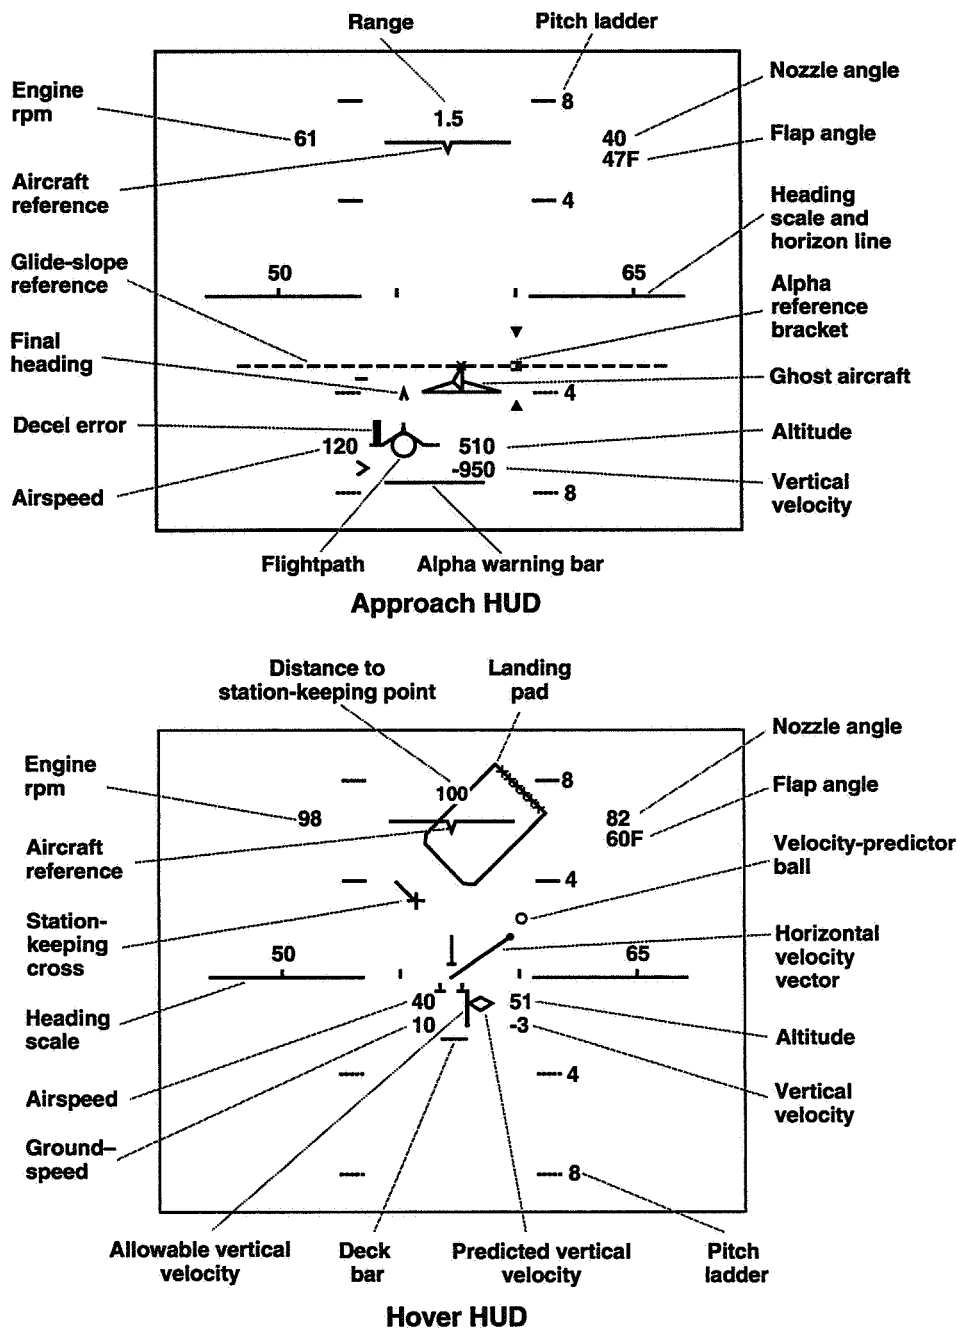 Range
Pitch ladder
Engine
rpm
Nozzle angle
8
1.5
61
40
Flap angle
47F
Aircraft
reference
4
Heading
scale and
horizon line
Glide-slope
reference
50
65
Alpha
reference
bracket
Final
heading
Ghost aircraft
4
Decel error
120
510
Altitude
-950
Airspeed
8
Vertical
velocity
Flightpath
Alpha warning bar
Approach HUD
Distance to
station-keeping point
Landing
pad
Nozzle angle
Engine
rpm
8
Flap angle
100
98
82
60F
Aircraft
reference
Velocity-predictor
ball
4
Station-
keeping
cross
50
65
Horizontal
velocity
vector
40
51
Heading
scale
10
-3
Altitude
Airspeed
4
Vertical
velocity
Ground–
speed
8
Allowable vertical
velocity
Deck
bar
Predicted vertical
velocity
Pitch
ladder
Hover HUD